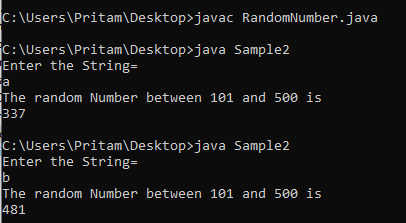 C:\Users\Pritam\Desktop>javac RandomNumber.java
C:\Users\Pritam\Desktop>java Sample2
Enter the String=
a
The random Number between 101 and 500 is
337
C:\Users\Pritam\Desktop>java Sample2
Enter the String=
b
The random Number between 101 and 500 is
481